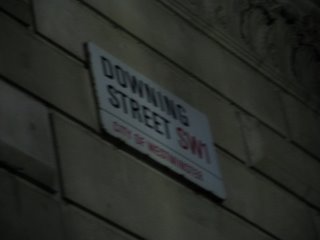 DOWNING
STREET SW1
CITY OF WESTMINSTER